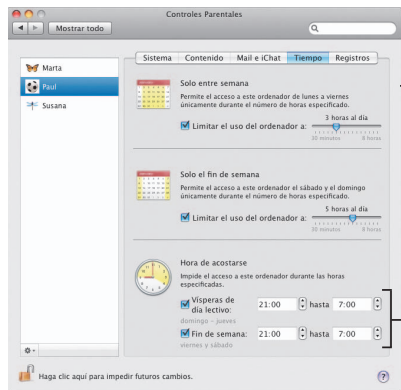 Controles Parentales
Mostrar todo
Sistema Contenido Mail e iChat Tiempo Registros
Marta
Paul
Susana
Solo entre semana
Permite el acceso a este ordenador de lunes a viernes
únicamente durante el número de horas especificado.
3 horas al día
Limitar el uso del ordenador a:
30 minutos 8 horas
Solo el fin de semana
Permite el acceso a este ordenador el sábado y el domingo
únicamente durante el número de horas especificado.
5 horas al día
Limitar el uso del ordenador a:
30 minutos 8 horas
Hora de acostarse
Impide el acceso a este ordenador durante las horas
especificadas.
Vísperas de
día lectivo:
21:00 hasta 7:00
domingo - jueves
Fin de semana: 21:00 hasta 7:00
viernes y sábado
Haga clic aquí para impedir futuros cambios.
?